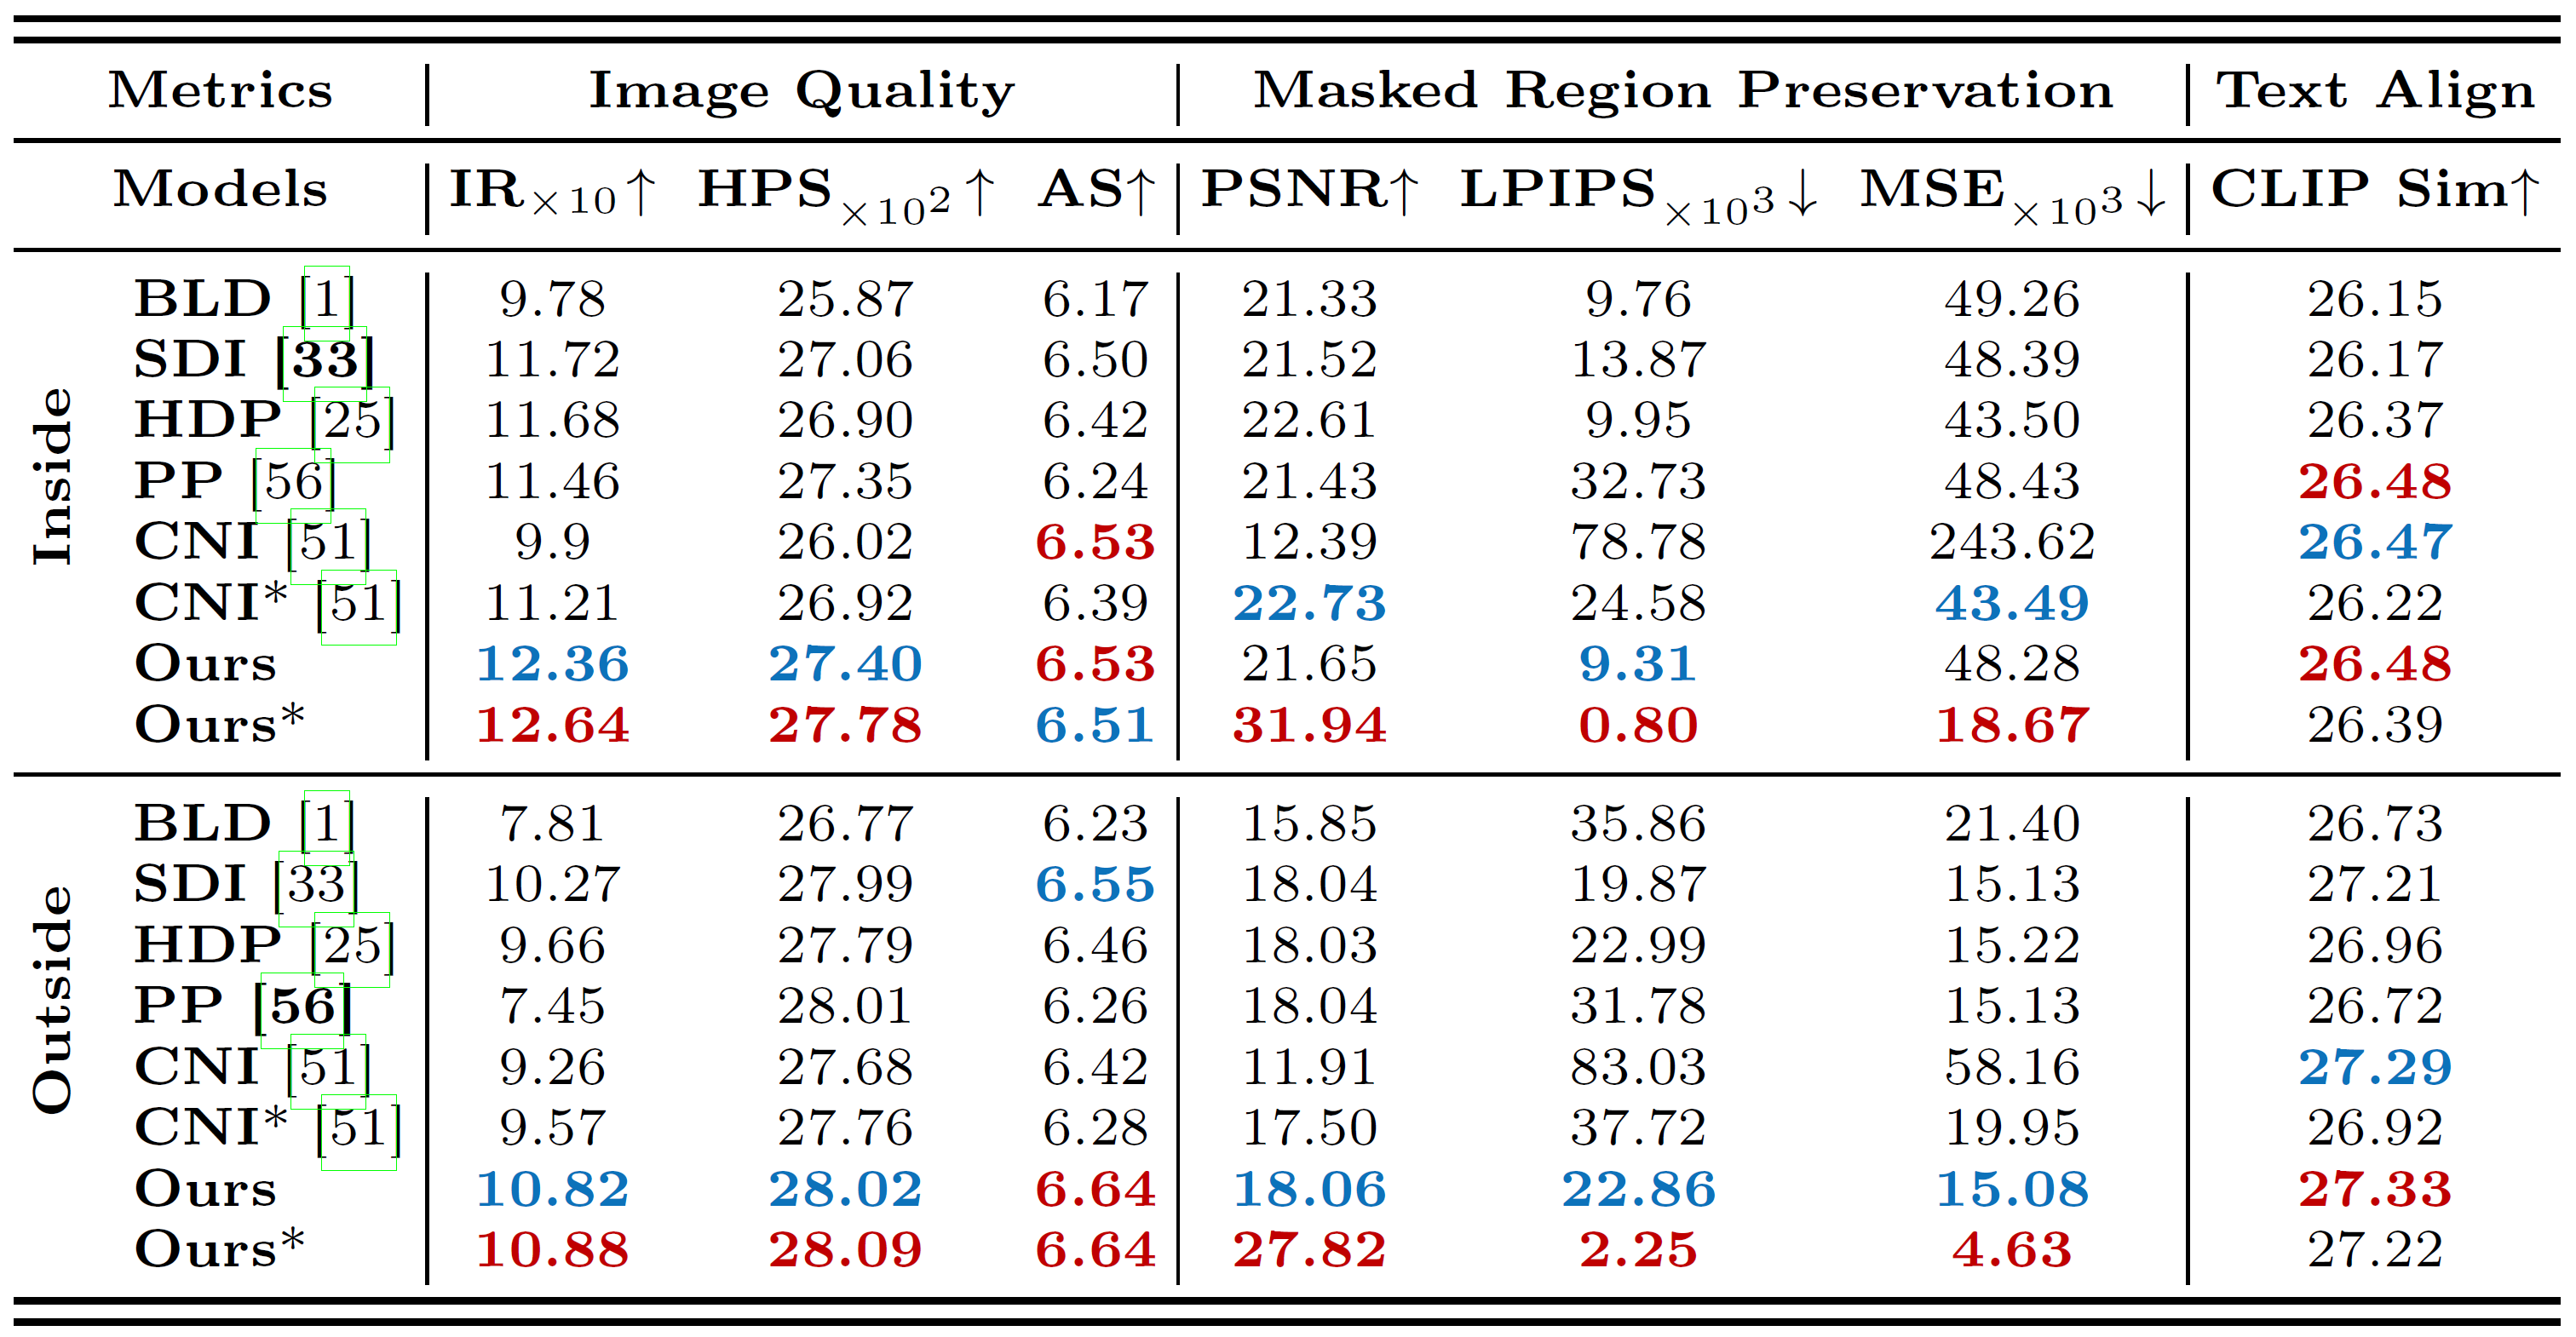 Metrics Image Quality Masked Region Preservation Text Align
Models IR×10↑ HPS×10²↑ AS↑ PSNR↑ LPIPS×10³↓ MSE×10³↓ CLIP Sim↑
Inside
BLD [1] 9.78 25.87 6.17 21.33 9.76 49.26 26.15
SDI [33] 11.72 27.06 6.50 21.52 13.87 48.39 26.17
HDP [25] 11.68 26.90 6.42 22.61 9.95 43.50 26.37
PP [56] 11.46 27.35 6.24 21.43 32.73 48.43 26.48
CNI [51] 9.9 26.02 6.53 12.39 78.78 243.62 26.47
CNI* [51] 11.21 26.92 6.39 22.73 24.58 43.49 26.22
Ours 12.36 27.40 6.53 21.65 9.31 48.28 26.48
Ours* 12.64 27.78 6.51 31.94 0.80 18.67 26.39
Outside
BLD [1] 7.81 26.77 6.23 15.85 35.86 21.40 26.73
SDI [33] 10.27 27.99 6.55 18.04 19.87 15.13 27.21
HDP [25] 9.66 27.79 6.46 18.03 22.99 15.22 26.96
PP [56] 7.45 28.01 6.26 18.04 31.78 15.13 26.72
CNI [51] 9.26 27.68 6.42 11.91 83.03 58.16 27.29
CNI* [51] 9.57 27.76 6.28 17.50 37.72 19.95 26.92
Ours 10.82 28.02 6.64 18.06 22.86 15.08 27.33
Ours* 10.88 28.09 6.64 27.82 2.25 4.63 27.22